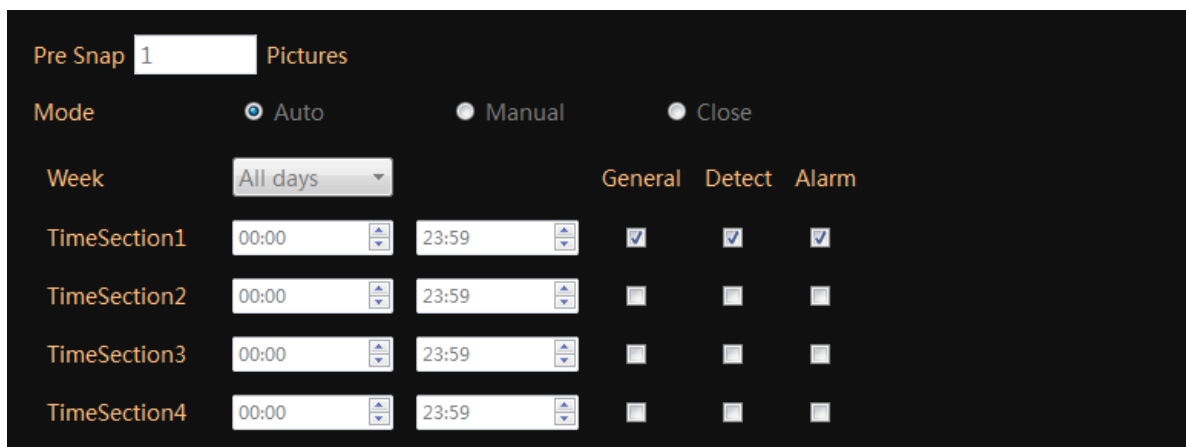 Pre Snap 1 Pictures
Mode Auto Manual Close
Week All days General Detect Alarm
TimeSection1 00:00 23:59
TimeSection2 00:00 23:59
TimeSection3 00:00 23:59
TimeSection4 00:00 23:59